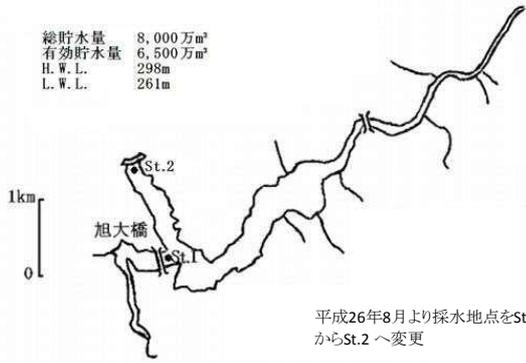 総貯水量 8,000万m³
有効貯水量 6,500万m³
H.W.L. 298m
L.W.L. 261m
St.2
1km
旭大橋
St.1
0
平成26年8月より採水地点をSt
からSt.2 へ変更